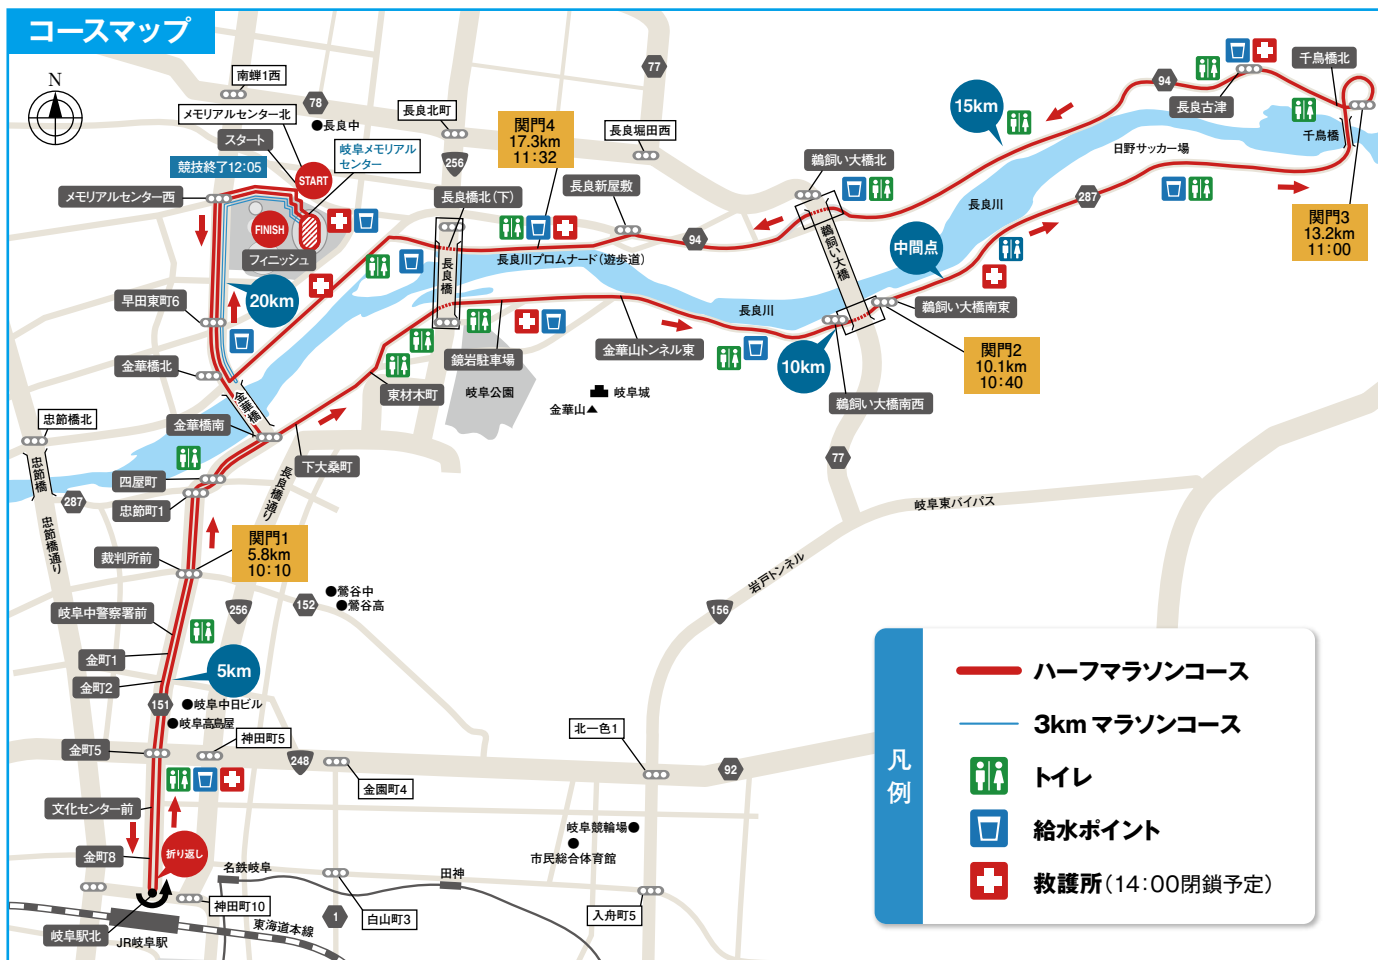 コースマップ
N
南蝉1西
78
メモリアルセンター北
長良中
スタート
岐阜メモリアル
センター
競技終了12:05
START
メモリアルセンター西
FINISH
フィニッシュ
早田東町6
20km
金華橋北
金華橋
金華橋南
忠節橋北
忠節橋
287
忠節橋通り
四屋町
忠節町1
長良橋通り
下大桑町
長良北町
256
77
長良堀田西
関門4
17.3km
11:32
長良橋北(下)
長良橋
長良新屋敷
94
長良川プロムナード(遊歩道)
東材木町
鏡岩駐車場
岐阜公園
金華山トンネル東
岐阜城
金華山
長良川
鵜飼い大橋北
鵜飼い大橋
15km
94
長良古津
千鳥橋北
千鳥橋
日野サッカー場
長良川
287
中間点
関門3
13.2km
11:00
鵜飼い大橋南東
10km
鵜飼い大橋南西
関門2
10.1km
10:40
77
岐阜東バイパス
岩戸トンネル
156
関門1
5.8km
10:10
裁判所前
鶯谷中
鶯谷高
152
256
岐阜中警察署前
金町1
金町2
5km
151
岐阜中日ビル
岐阜高島屋
金町5
神田町5
248
金園町4
北一色1
92
文化センター前
金町8
折り返し
岐阜競輪場
市民総合体育館
名鉄岐阜
田神
神田町10
1
白山町3
入舟町5
岐阜駅北
JR岐阜駅
東海道本線
凡例
ハーフマラソンコース
3kmマラソンコース
トイレ
給水ポイント
救護所(14:00閉鎖予定)